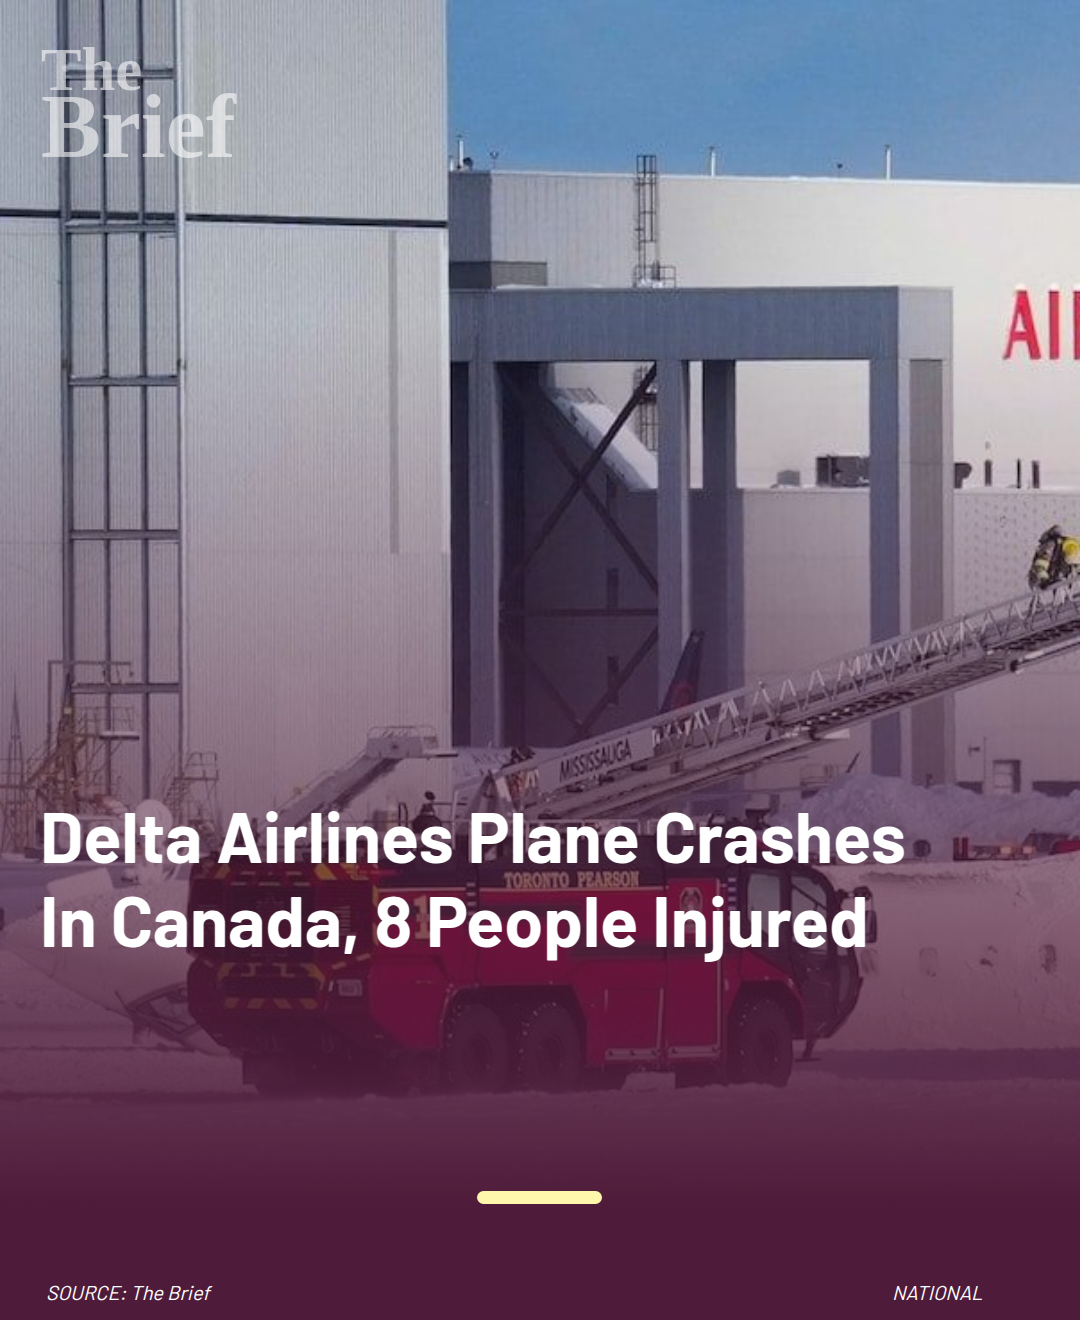 The
Brief
AI
MISSISSAUGA
Delta Airlines Plane Crashes
TORONTO PEARSON
In Canada, 8 People Injured
SOURCE: The Brief
NATIONAL